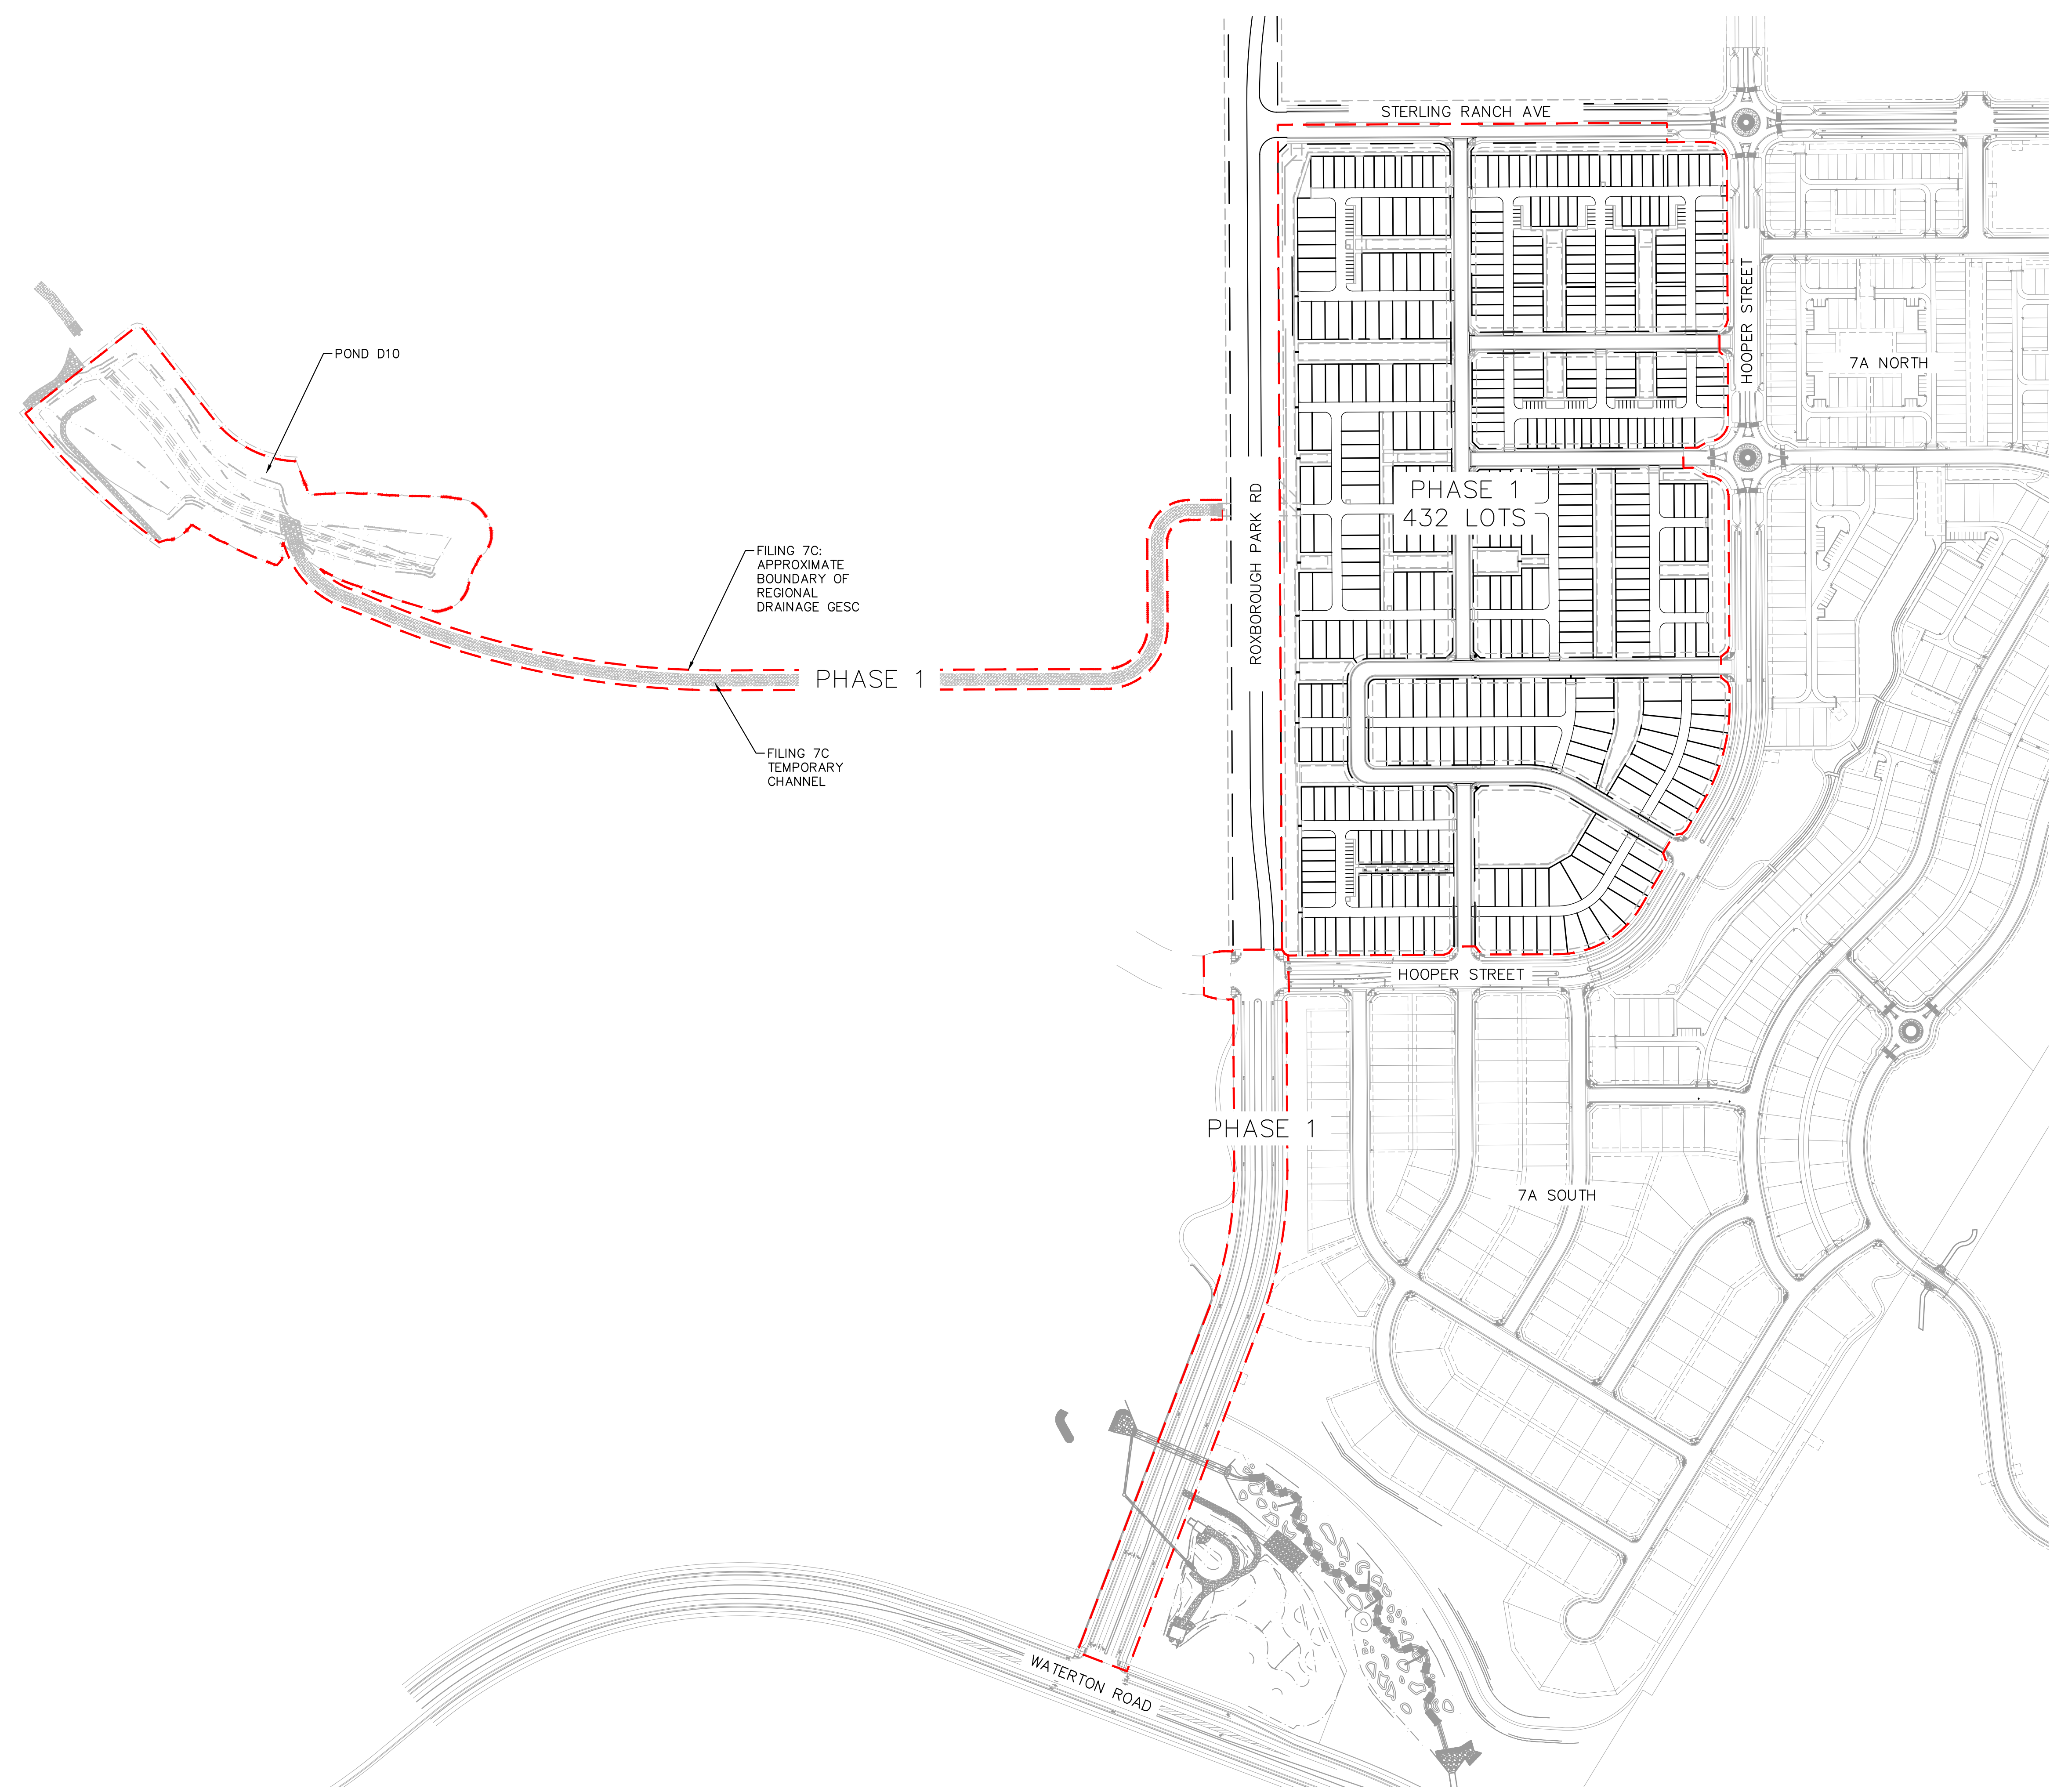 STERLING RANCH AVE
HOOPER STREET
POND D10
7A NORTH
PHASE 1
432 LOTS
ROXBOROUGH PARK RD
FILING 7C:
APPROXIMATE
BOUNDARY OF
REGIONAL
DRAINAGE GESC
PHASE 1
FILING 7C
TEMPORARY
CHANNEL
HOOPER STREET
PHASE 1
7A SOUTH
WATERTON ROAD